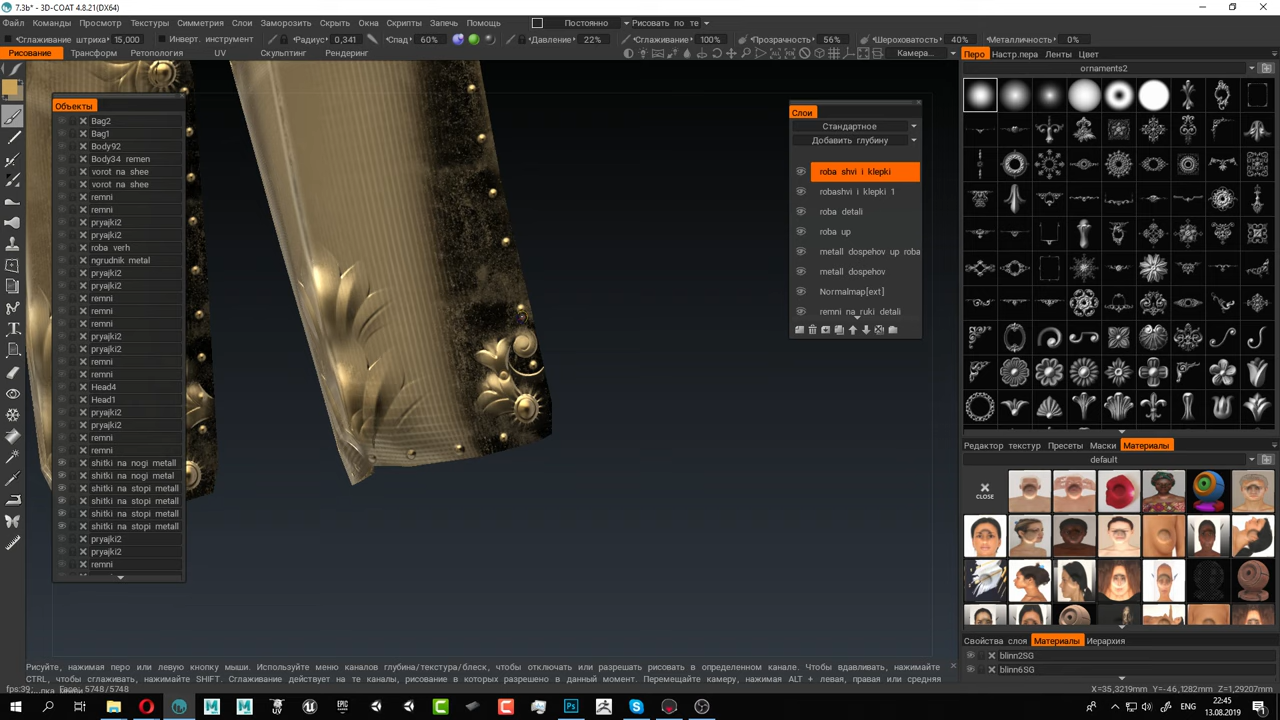 7.3b* - 3D-COAT 4.8.21(DX64)
Файл Команды Просмотр Текстуры Симметрия Слои Заморозить Скрыть Окна Скрипты Запечь Помощь Постоянно Рисовать по те
Сглаживание штриха 15,000 Инверт. инструмент Радиус 0,341 Спад 60% Давление 22% Сглаживание 100% Прозрачность 56% Шероховатость 40% Металличность 0%
Рисование Трансформ Ретопология UV Скульптинг Рендеринг Камера...
Перо Настр.пера Ленты Цвет
ornaments2
Объекты
Bag2
Bag1
Body92
Body34 remen
vorot na shee
vorot na shee
remni
remni
pryajki2
pryajki2
roba verh
ngrudnik metal
pryajki2
pryajki2
remni
remni
remni
pryajki2
pryajki2
remni
remni
Head4
Head1
pryajki2
pryajki2
remni
remni
shitki na nogi metall
shitki na nogi metal
shitki na stopi metall
shitki na stopi metall
shitki na stopi metall
shitki na stopi metall
pryajki2
pryajki2
remni
Слои
Стандартное
Добавить глубину
roba shvi i klepki
robashvi i klepki 1
roba detali
roba up
metall dospehov up roba
metall dospehov
Normalmap[ext]
remni na ruki detali
Редактор текстур Пресеты Маски Материалы
default
CLOSE
Свойства слоя Материалы Иерархия
blinn2SG
blinn6SG
Рисуйте, нажимая перо или левую кнопку мыши. Используйте меню каналов глубина/текстура/блеск, чтобы отключать или разрешать рисовать в определенном канале. Чтобы вдавливать, нажимайте
CTRL, чтобы сглаживать, нажимайте SHIFT. Сглаживание действует на те каналы, рисование в которых разрешено в данный момент. Перемещайте камеру, нажимая ALT + левая, правая или средняя
fps:39;
Face: 5748/5748
X=35,3219mm Y=-46,1282mm Z=1,29207mm
ENG
22:45
13.08.2019